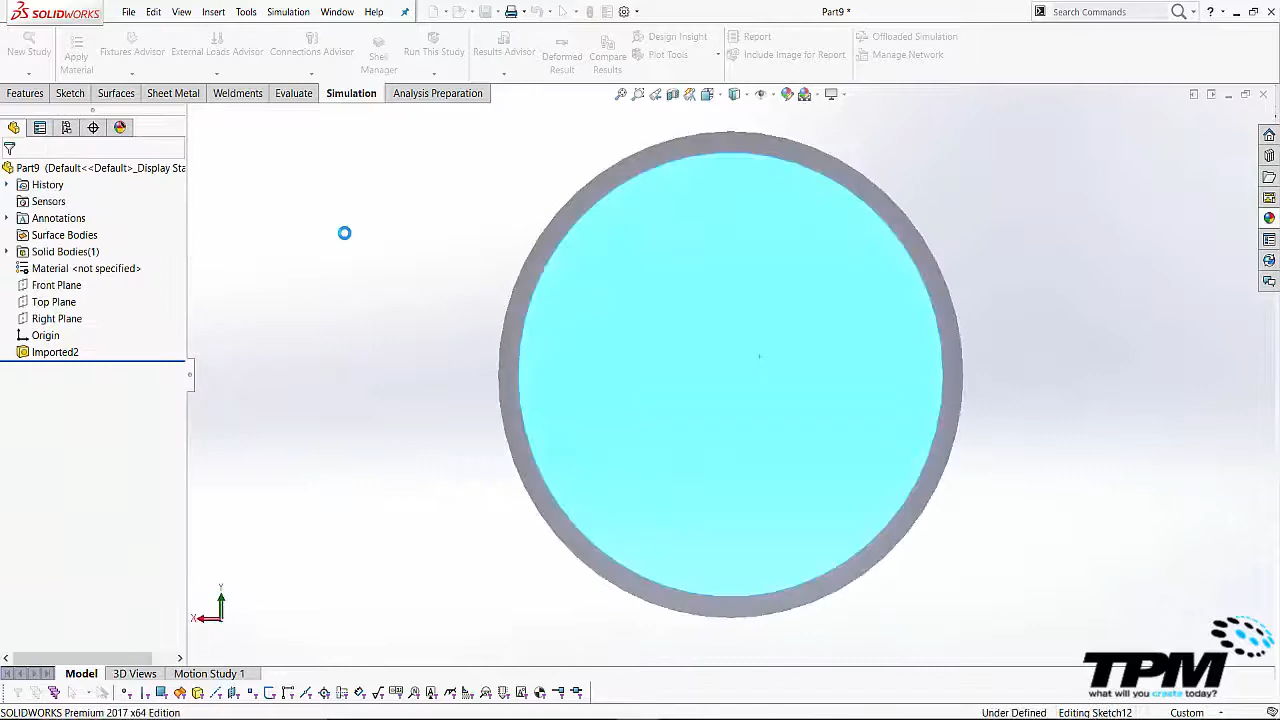 SOLIDWORKS File Edit View Insert Tools Simulation Window Help Part9 * Search Commands ?
New Study Apply Material Fixtures Advisor External Loads Advisor Connections Advisor Shell Manager Run This Study Results Advisor Deformed Result Compare Results Design Insight Plot Tools Report Include Image for Report Offloaded Simulation Manage Network
Features Sketch Surfaces Sheet Metal Weldments Evaluate Simulation Analysis Preparation
Part9 (Default<<Default>_Display Sta
History
Sensors
Annotations
Surface Bodies
Solid Bodies(1)
Material <not specified>
Front Plane
Top Plane
Right Plane
Origin
Imported2
Y
X
TPM
what will you create today?
Model 3D Views Motion Study 1
SOLIDWORKS Premium 2017 x64 Edition Under Defined Editing Sketch12 Custom